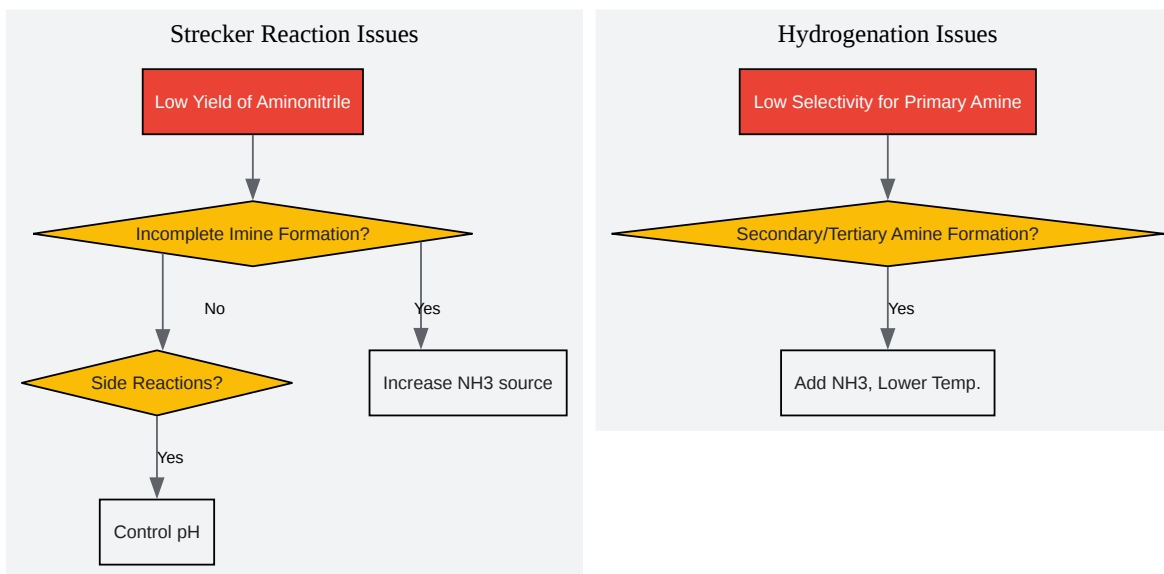 Strecker Reaction Issues
Low Yield of Aminonitrile
Incomplete Imine Formation?
No
Yes
Side Reactions?
Increase NH3 source
Yes
Control pH
Hydrogenation Issues
Low Selectivity for Primary Amine
Secondary/Tertiary Amine Formation?
Yes
Add NH3, Lower Temp.